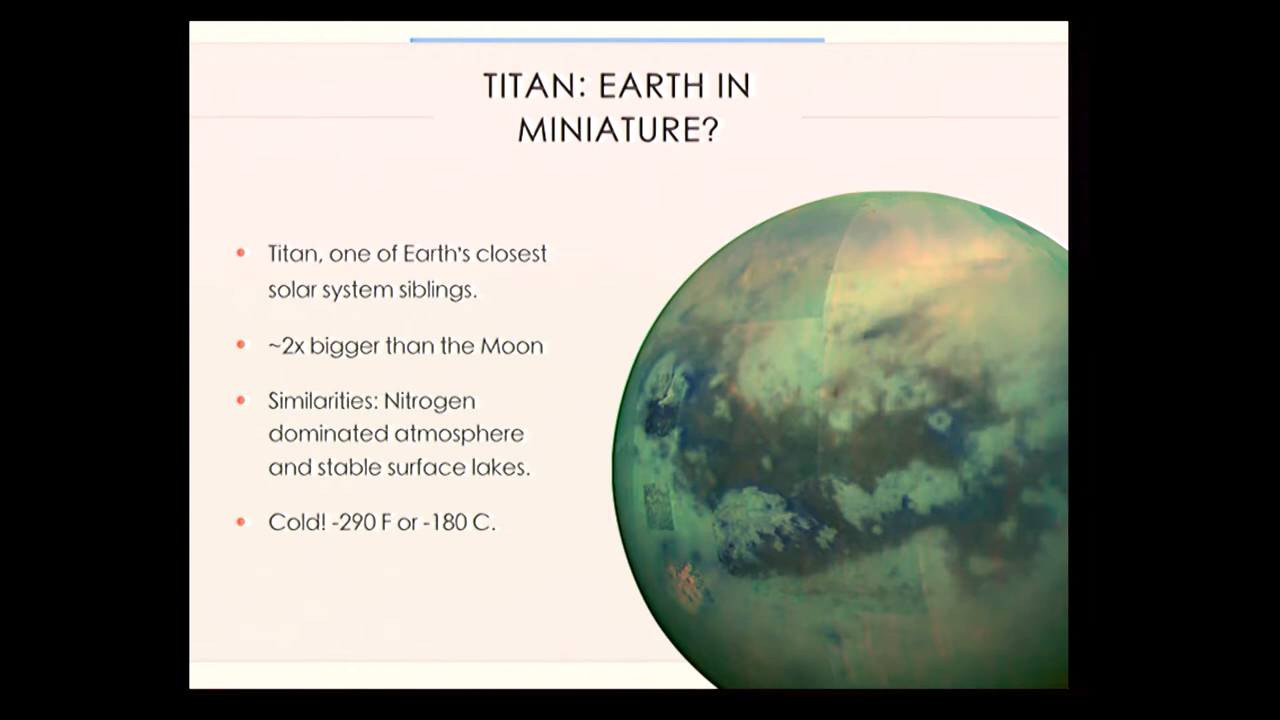 TITAN: EARTH IN
MINIATURE?
Titan, one of Earth's closest
solar system siblings.
~2x bigger than the Moon
Similarities: Nitrogen
dominated atmosphere
and stable surface lakes.
Cold! -290 F or -180 C.